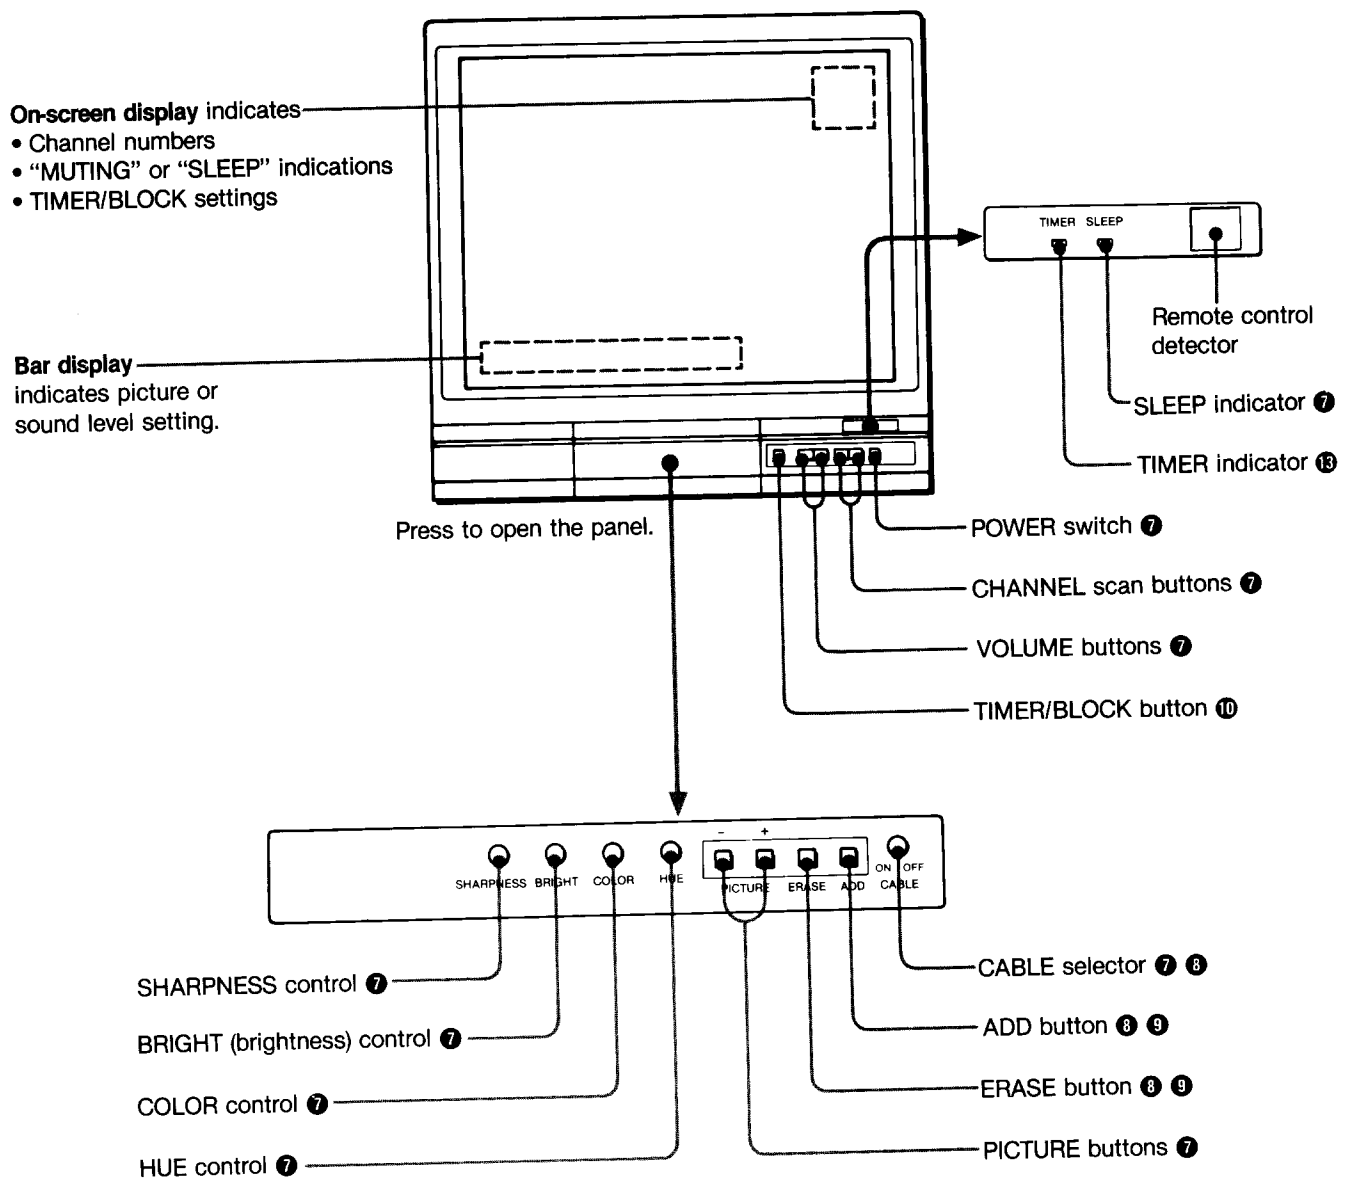 On-screen display indicates
• Channel numbers
• “MUTING” or “SLEEP” indications
• TIMER/BLOCK settings
Bar display
indicates picture or
sound level setting.
TIMER SLEEP
Remote control
detector
SLEEP indicator ❼
TIMER indicator ⓭
Press to open the panel.
POWER switch ❼
CHANNEL scan buttons ❼
VOLUME buttons ❼
TIMER/BLOCK button ❿
− +
SHARPNESS BRIGHT COLOR HUE PICTURE ERASE ADD
ON OFF
CABLE
SHARPNESS control ❼
BRIGHT (brightness) control ❼
COLOR control ❼
HUE control ❼
CABLE selector ❼ ❽
ADD button ❽ ❾
ERASE button ❽ ❾
PICTURE buttons ❼